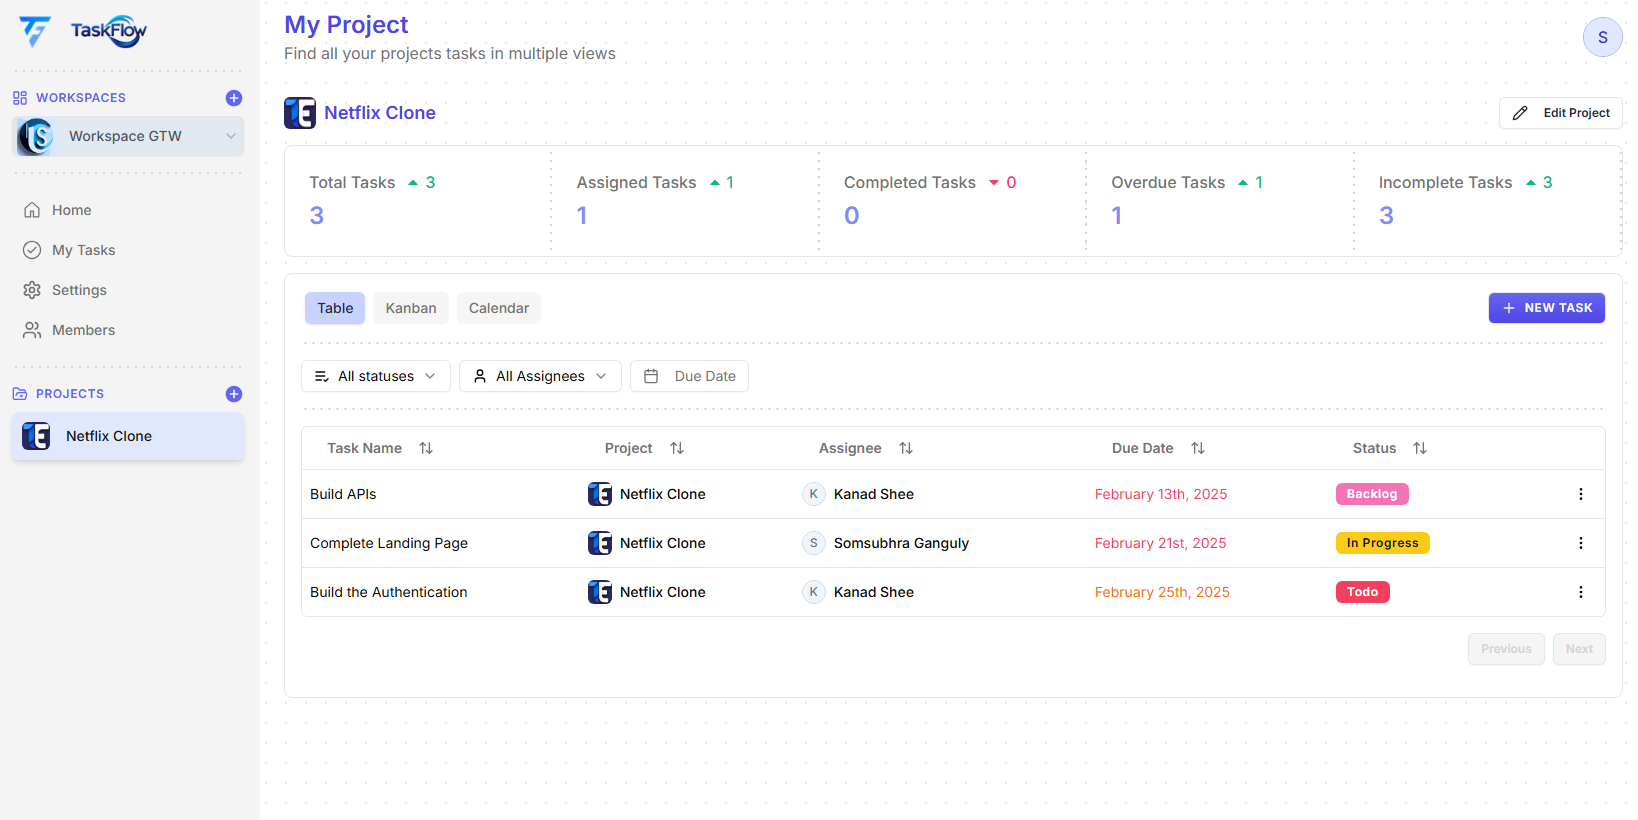 TaskFlow
WORKSPACES
Workspace GTW
Home
My Tasks
Settings
Members
PROJECTS
Netflix Clone
My Project
Find all your projects tasks in multiple views
S
Netflix Clone
Edit Project
Total Tasks 3
3
Assigned Tasks 1
1
Completed Tasks 0
0
Overdue Tasks 1
1
Incomplete Tasks 3
3
Table Kanban Calendar
NEW TASK
All statuses All Assignees Due Date
Task Name Project Assignee Due Date Status
Build APIs Netflix Clone K Kanad Shee February 13th, 2025 Backlog
Complete Landing Page Netflix Clone S Somsubhra Ganguly February 21st, 2025 In Progress
Build the Authentication Netflix Clone K Kanad Shee February 25th, 2025 Todo
Previous Next